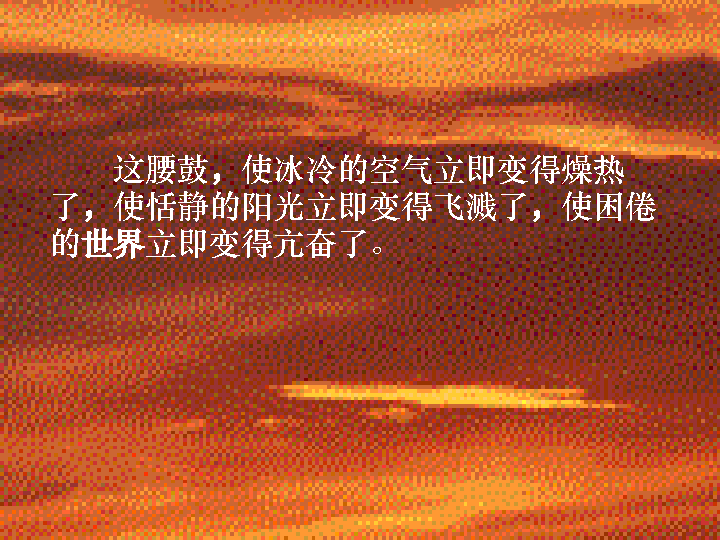 这腰鼓，使冰冷的空气立即变得燥热
了，使恬静的阳光立即变得飞溅了，使困倦
的世界立即变得亢奋了。